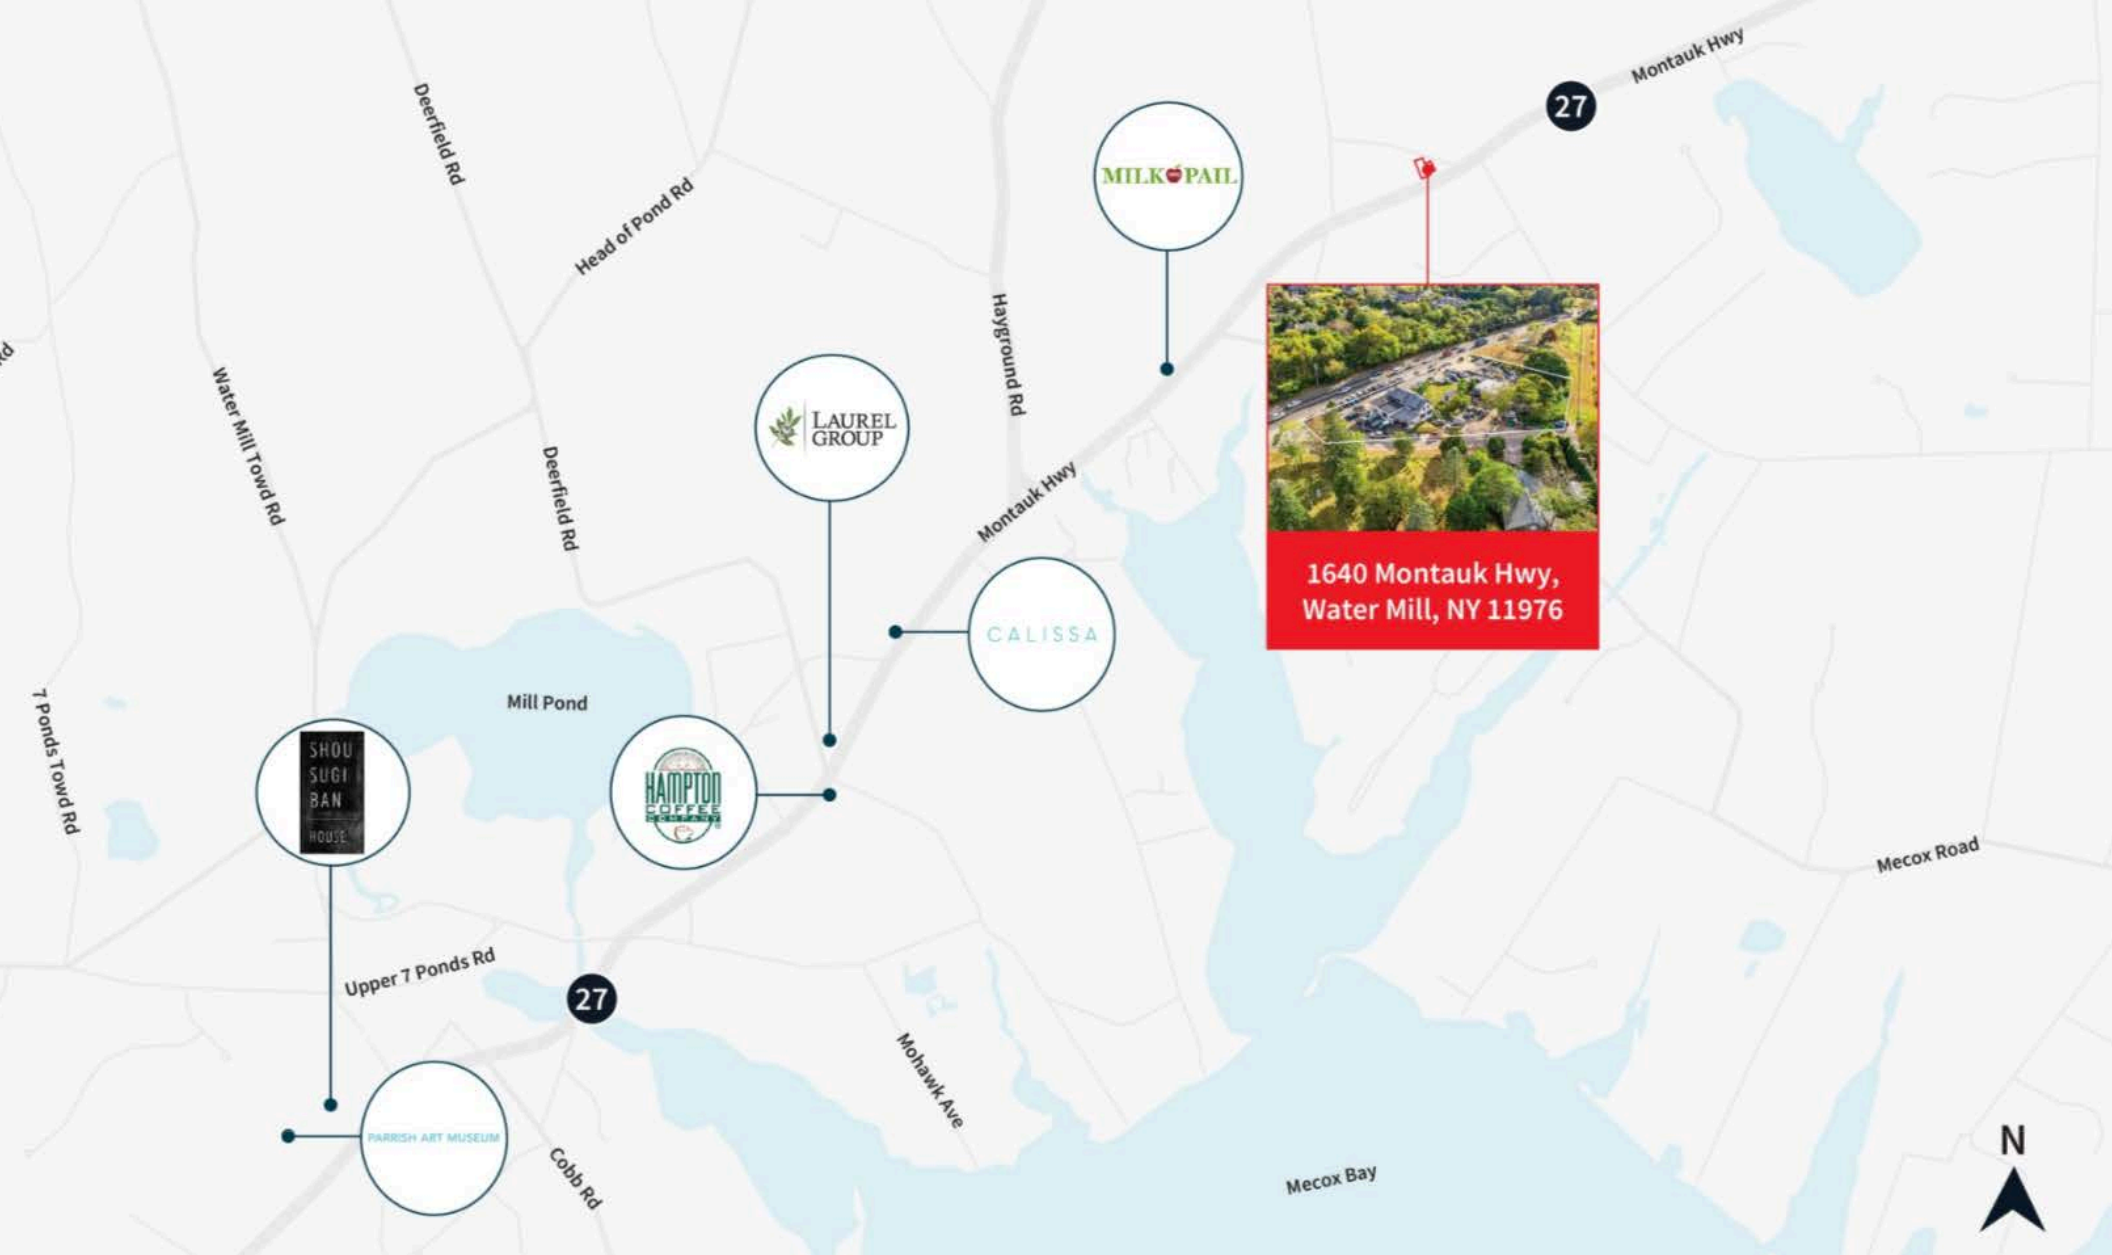 Montauk Hwy
27
Deerfield Rd
MILK PAIL
Head of Pond Rd
Hayground Rd
Rd
Water Mill Towd Rd
LAUREL
GROUP
Deerfield Rd
Montauk Hwy
1640 Montauk Hwy,
Water Mill, NY 11976
CALISSA
Mill Pond
7 Ponds Towd Rd
SHOU
SUGI
BAN
HOUSE
HAMPTON
COFFEE
COMPANY
Mecox Road
Upper 7 Ponds Rd
27
Mohawk Ave
PARRISH ART MUSEUM
Cobb Rd
Mecox Bay
N